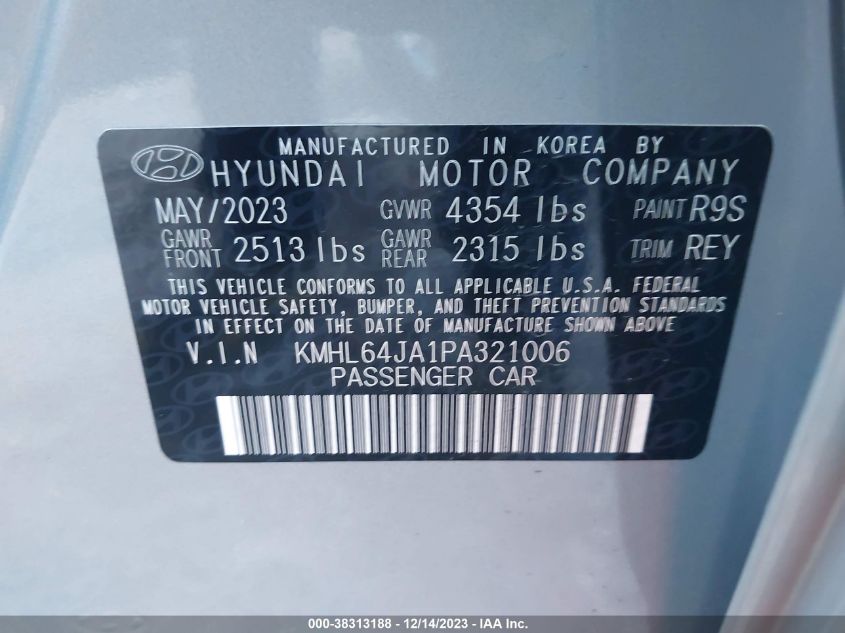 MANUFACTURED IN KOREA BY
HYUNDAI MOTOR COMPANY
MAY/2023 GVWR 4354 lbs PAINT R9S
GAWR FRONT 2513 lbs GAWR REAR 2315 lbs TRIM REY
THIS VEHICLE CONFORMS TO ALL APPLICABLE U.S.A. FEDERAL
MOTOR VEHICLE SAFETY, BUMPER, AND THEFT PREVENTION STANDARDS
IN EFFECT ON THE DATE OF MANUFACTURE SHOWN ABOVE
V.I.N KMHL64JA1PA321006
PASSENGER CAR
000-38313188 - 12/14/2023 - IAA Inc.